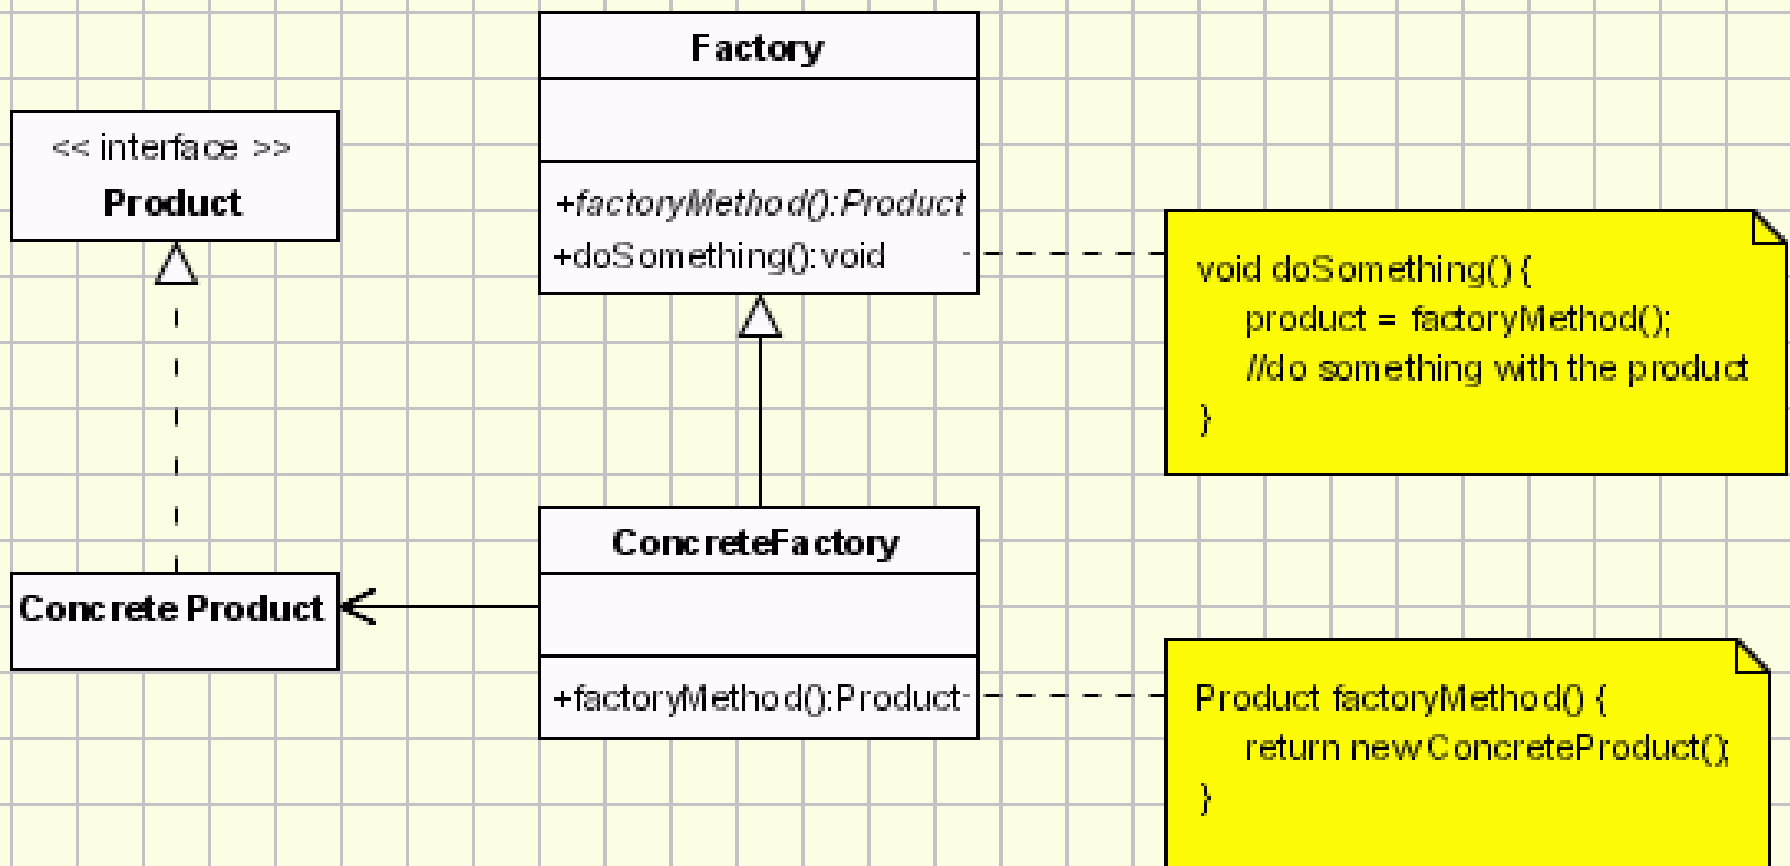 Factory
+factoryMethod():Product
+doSomething():void
<< interface >>
Product
void doSomething() {
product = factoryMethod();
//do something with the product
}
ConcreteFactory
+factoryMethod():Product
Concrete Product
Product factoryMethod() {
return new ConcreteProduct();
}